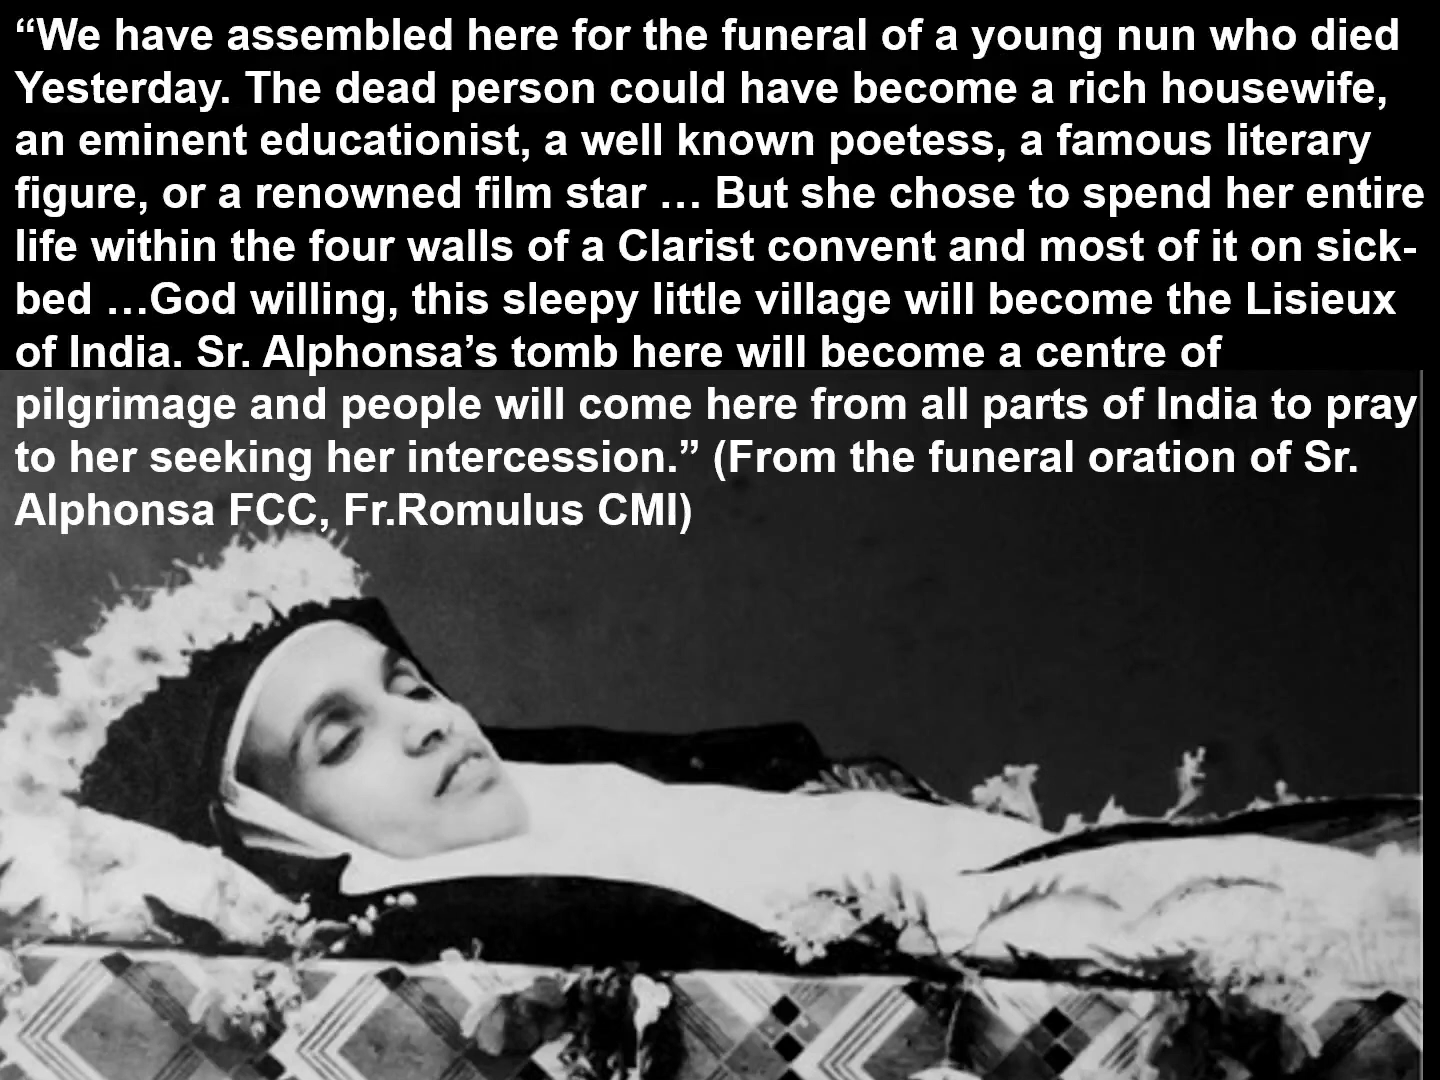 “We have assembled here for the funeral of a young nun who died
Yesterday. The dead person could have become a rich housewife,
an eminent educationist, a well known poetess, a famous literary
figure, or a renowned film star … But she chose to spend her entire
life within the four walls of a Clarist convent and most of it on sick-
bed …God willing, this sleepy little village will become the Lisieux
of India. Sr. Alphonsa’s tomb here will become a centre of
pilgrimage and people will come here from all parts of India to pray
to her seeking her intercession.” (From the funeral oration of Sr.
Alphonsa FCC, Fr.Romulus CMI)